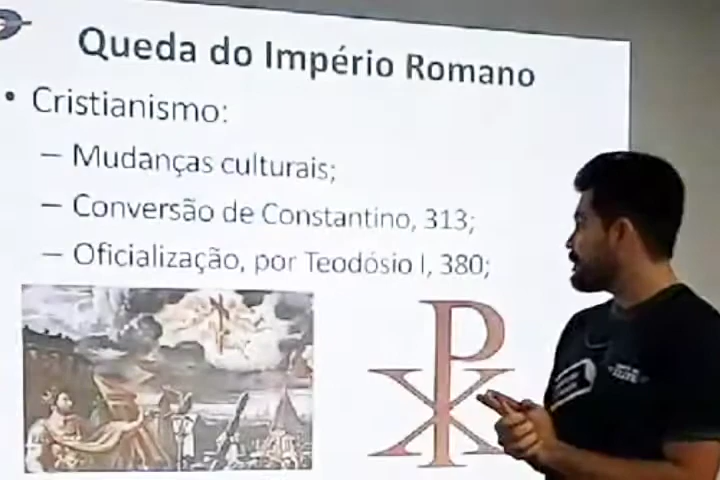 Queda do Império Romano
• Cristianismo:
– Mudanças culturais;
– Conversão de Constantino, 313;
– Oficialização, por Teodósio I, 380;